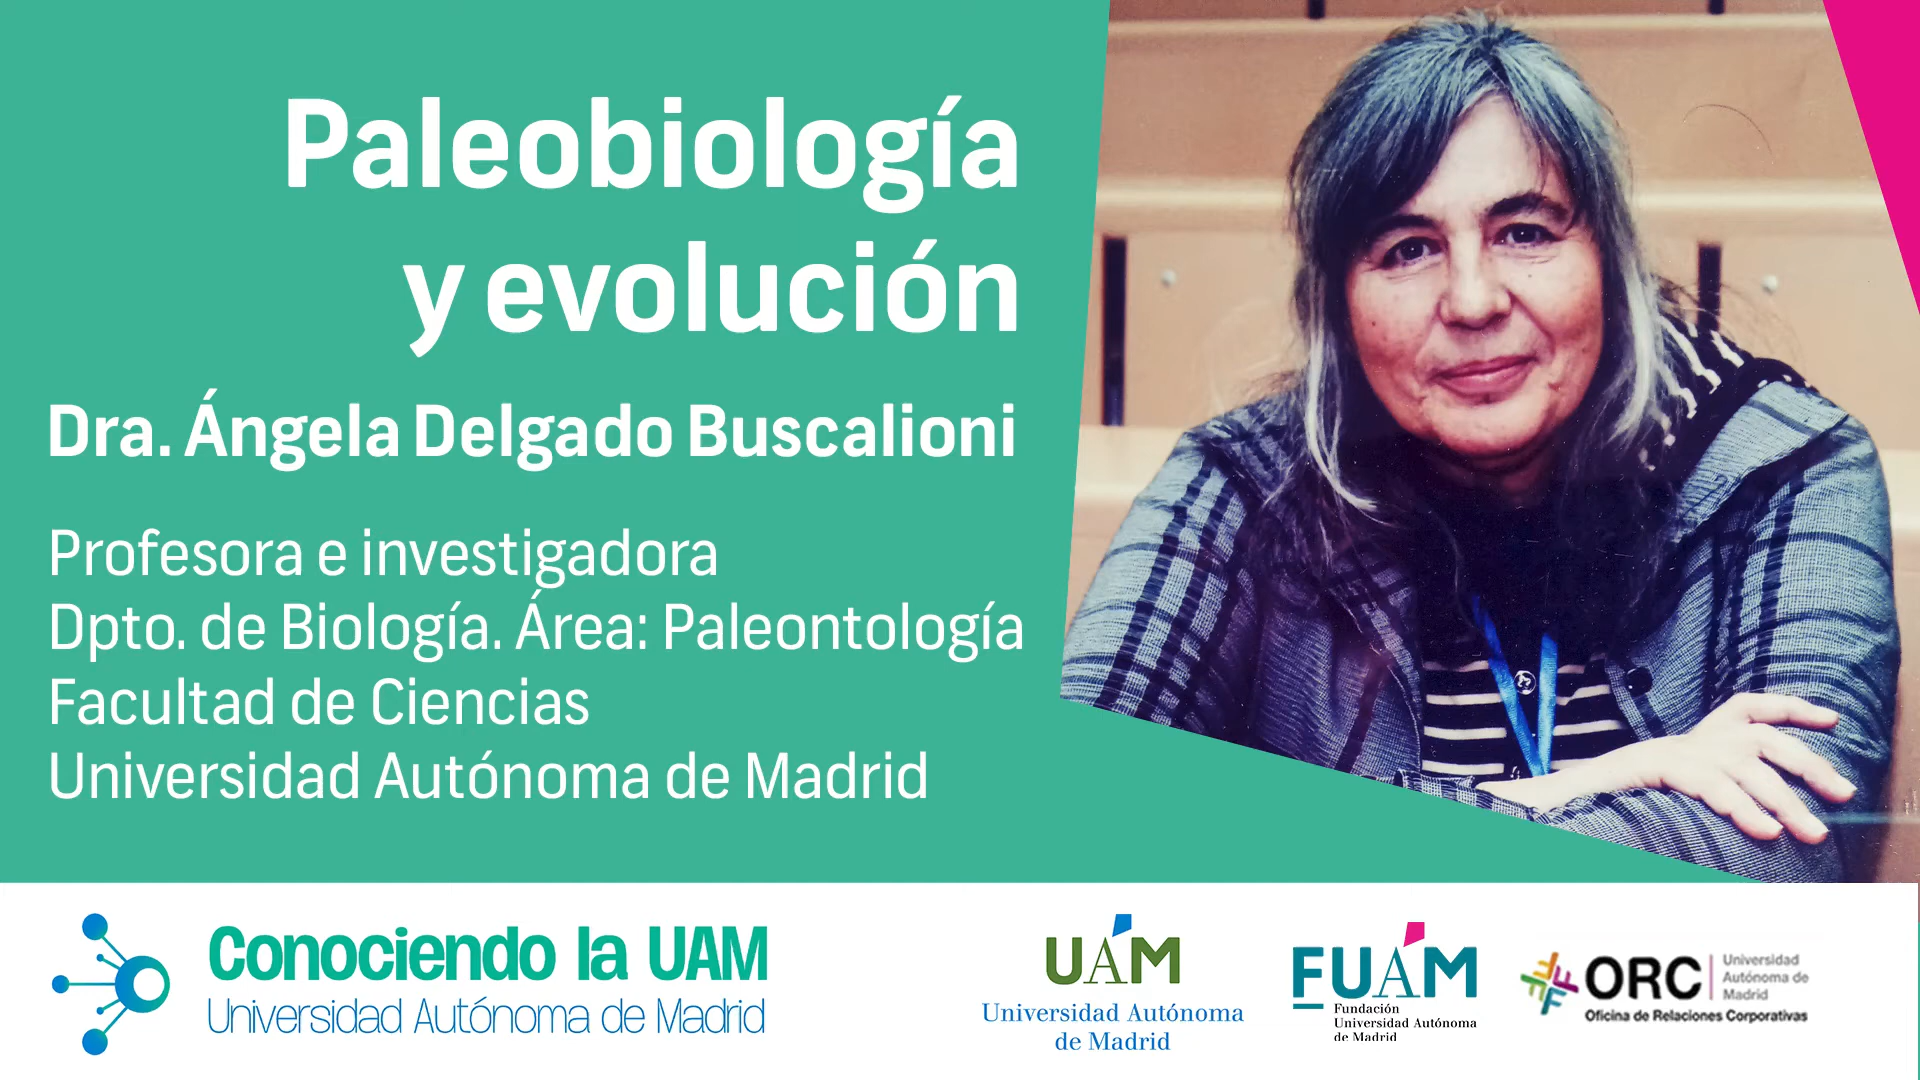 Paleobiología
y evolución
Dra. Ángela Delgado Buscalioni
Profesora e investigadora
Dpto. de Biología. Área: Paleontología
Facultad de Ciencias
Universidad Autónoma de Madrid
Conociendo la UAM
Universidad Autónoma de Madrid
UAM
Universidad Autónoma
de Madrid
FUAM
Fundación
Universidad Autónoma
de Madrid
ORC
Universidad
Autónoma de
Madrid
Oficina de Relaciones Corporativas